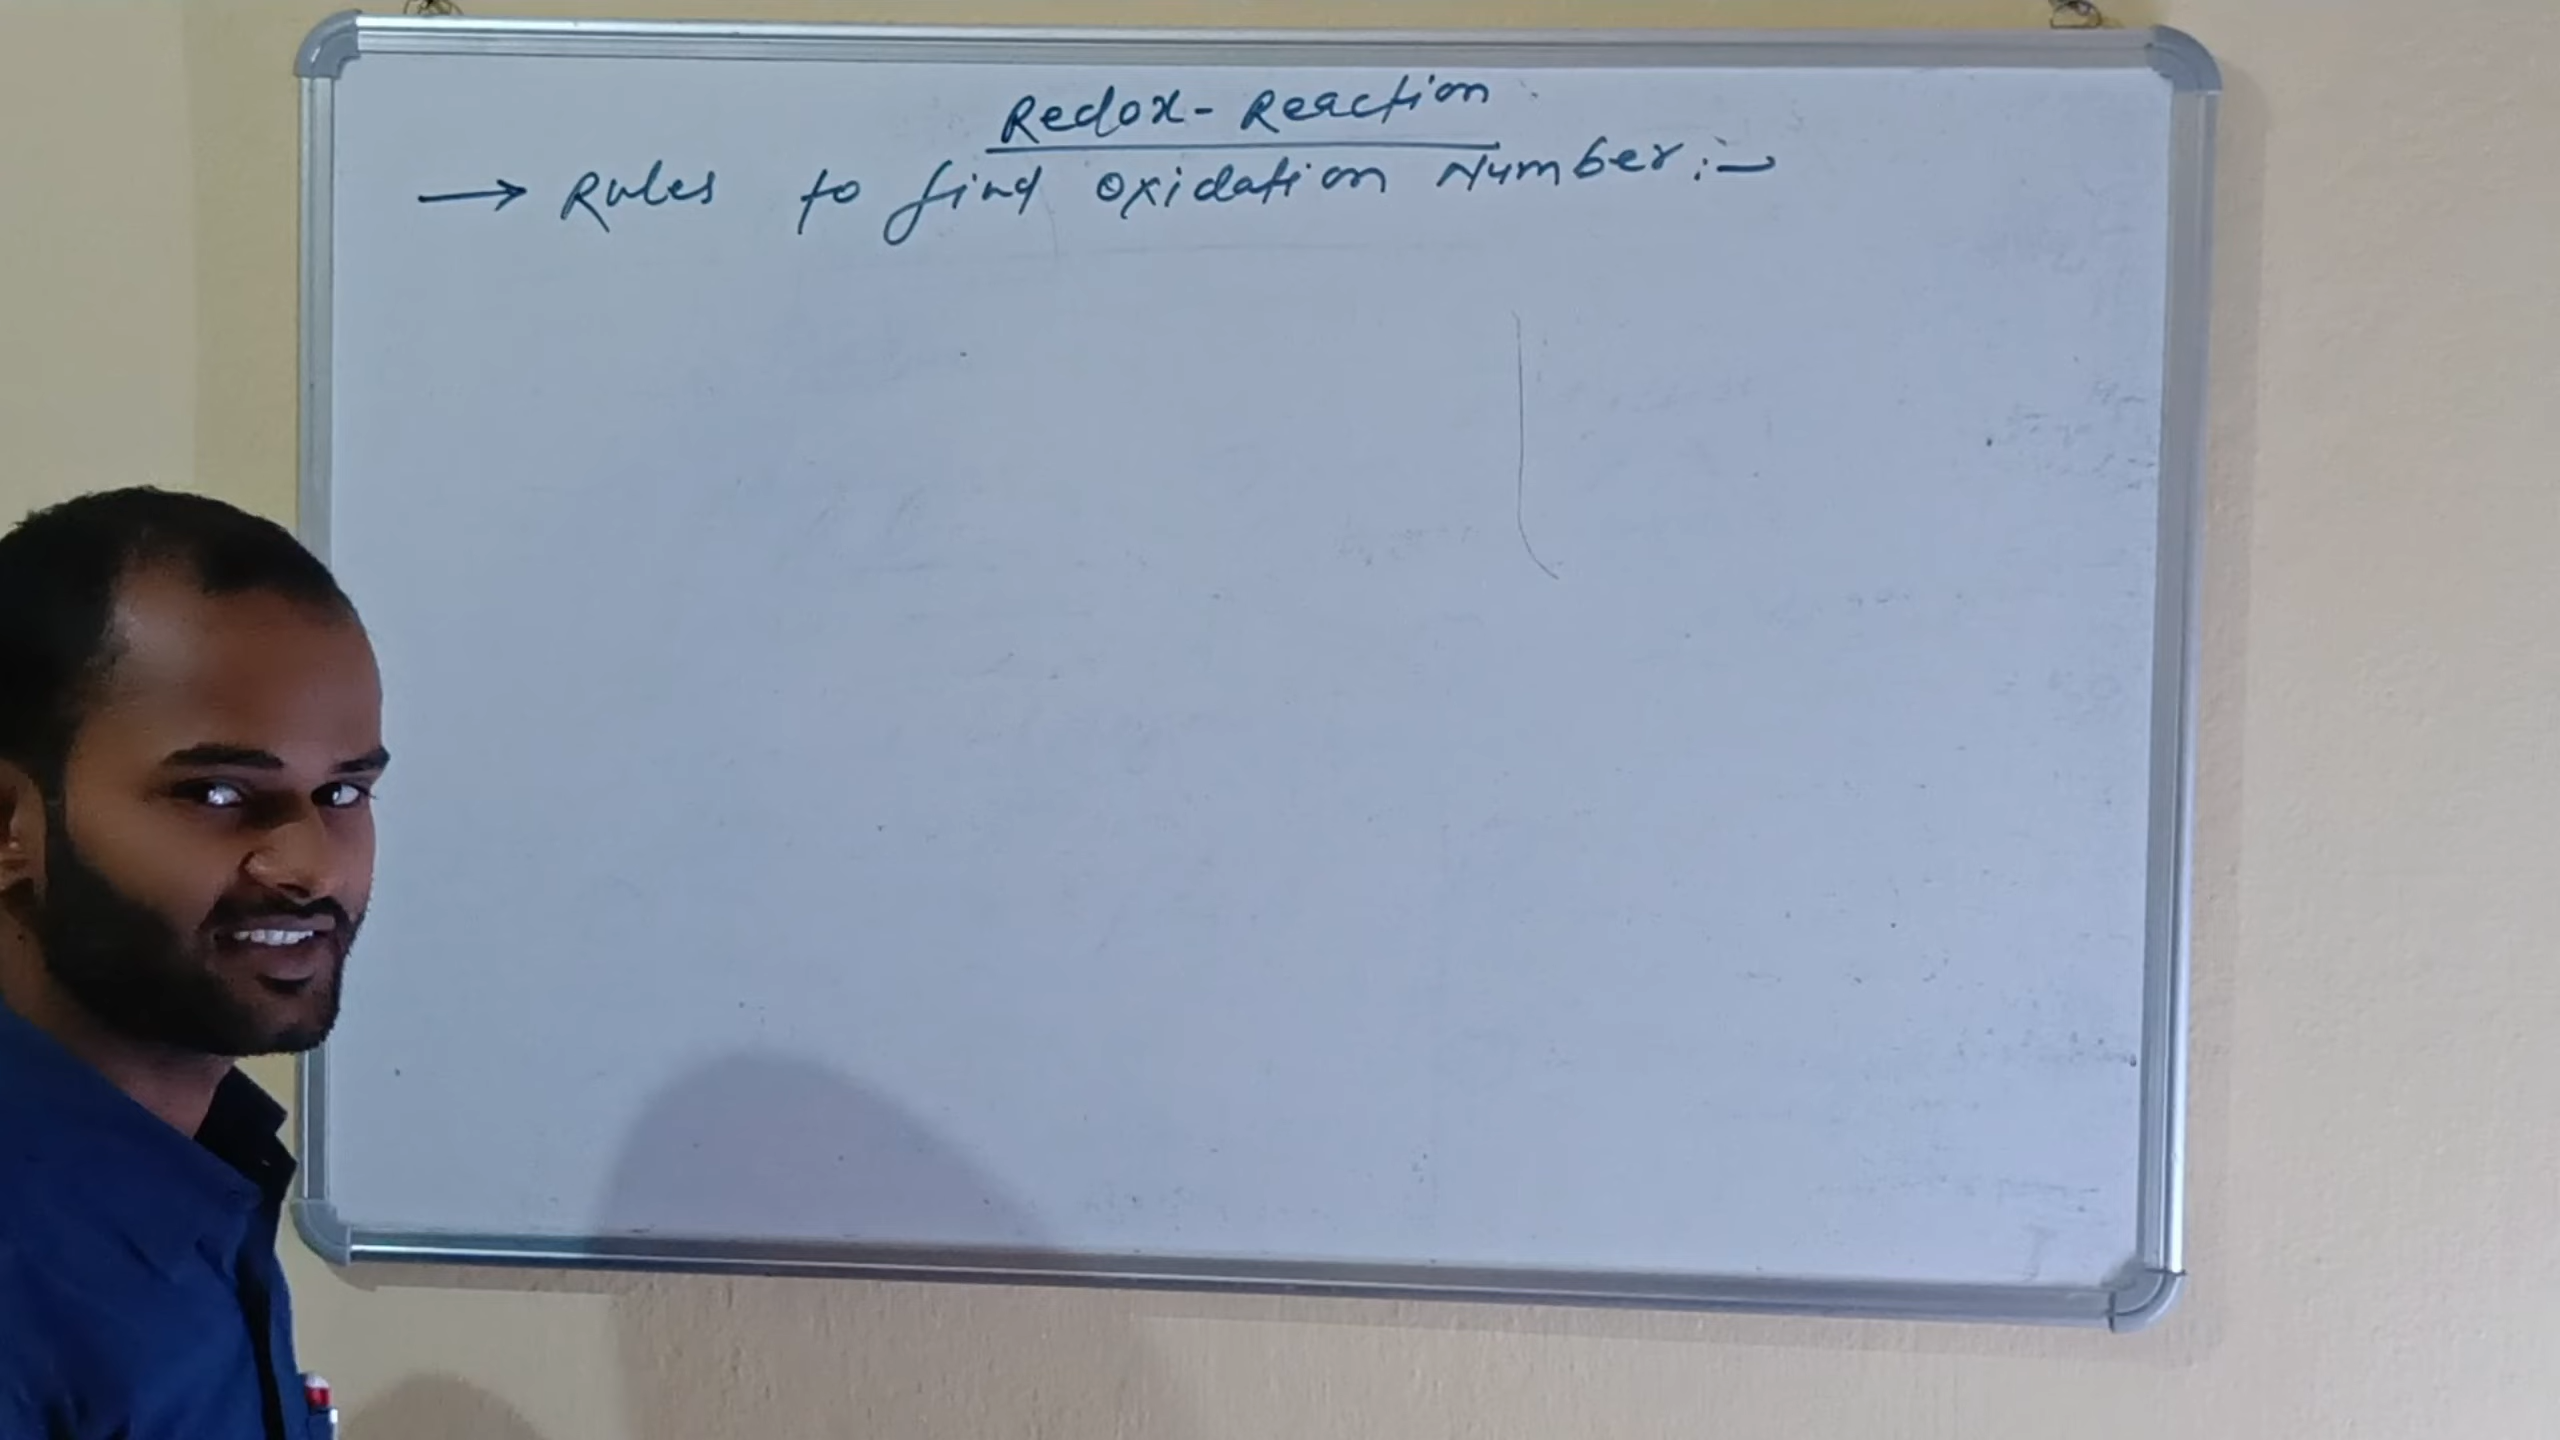 Redox - Reaction
→ Rules to find Oxidation Number :-